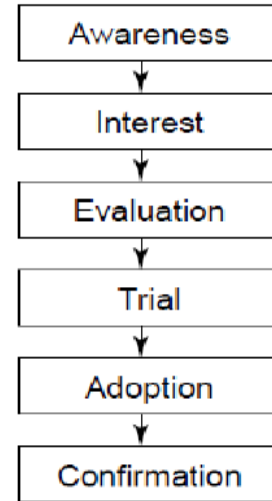 Awareness
Interest
Evaluation
Trial
Adoption
Confirmation